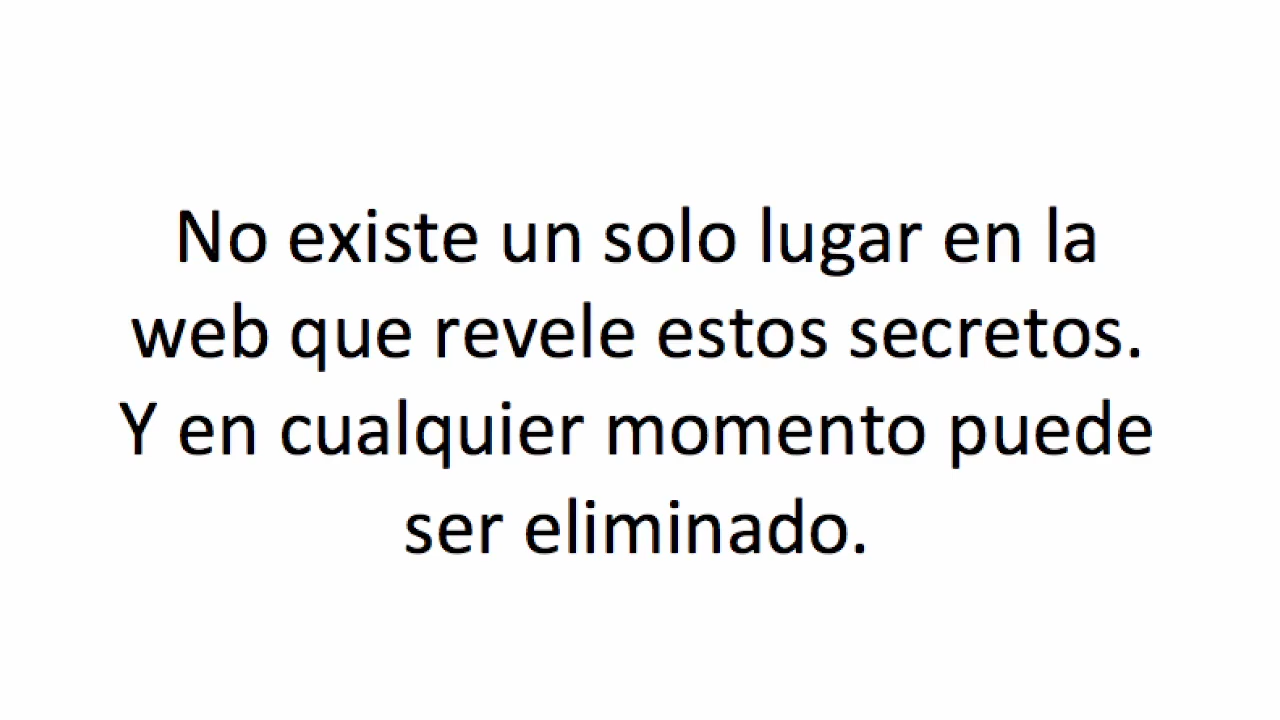 No existe un solo lugar en la
web que revele estos secretos.
Y en cualquier momento puede
ser eliminado.